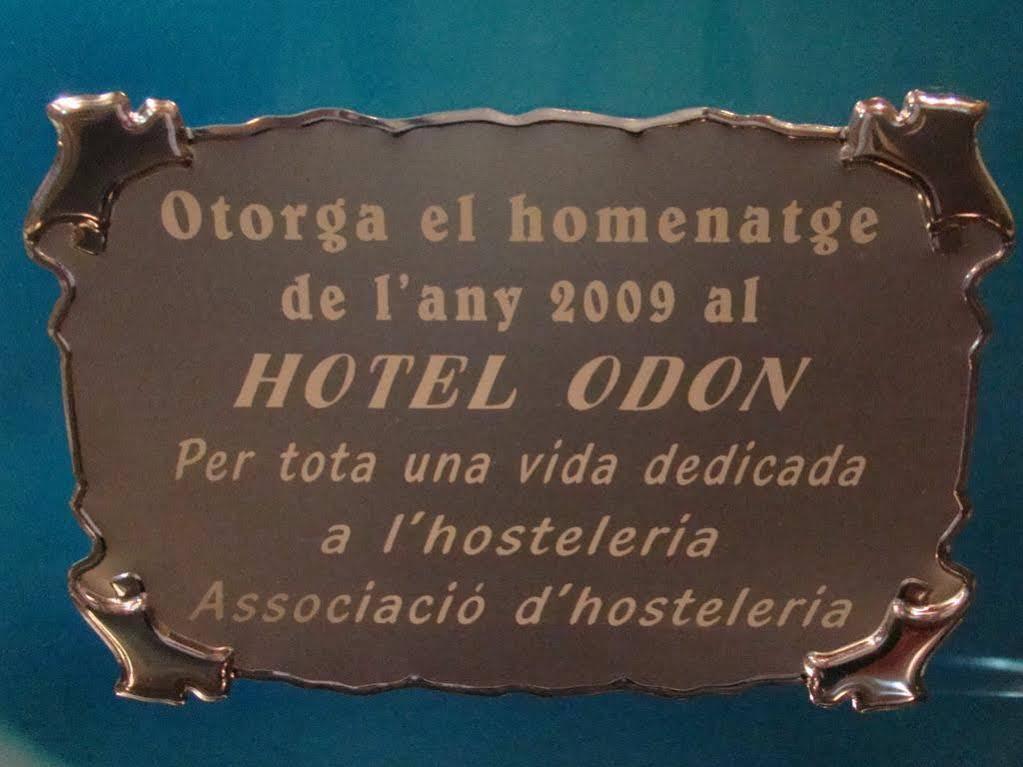 Otorga el homenatge
de l'any 2009 al
HOTEL ODON
Per tota una vida dedicada
a l'hosteleria
Associació d'hosteleria